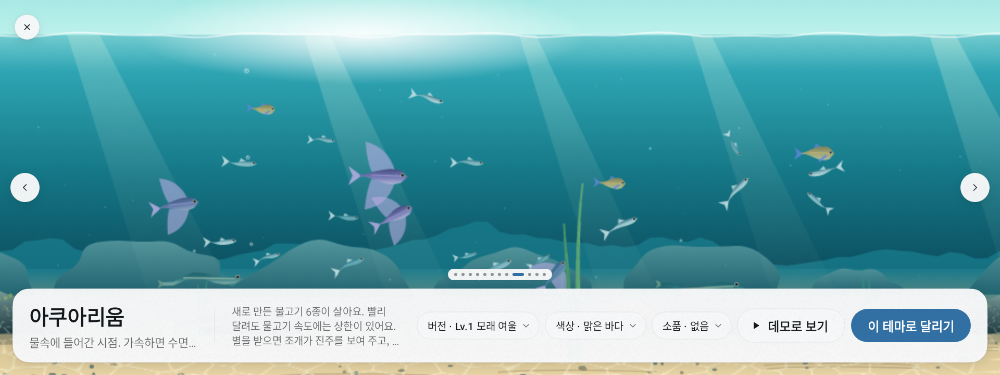 아쿠아리움
물속에 들어간 시점. 가속하면 수면…
새로 만든 물고기 6종이 살아요. 빨리
달려도 물고기 속도에는 상한이 있어요.
별을 받으면 조개가 진주를 보여 주고, …
버전 · Lv.1 모래 여울
색상 · 맑은 바다
소품 · 없음
데모로 보기
이 테마로 달리기